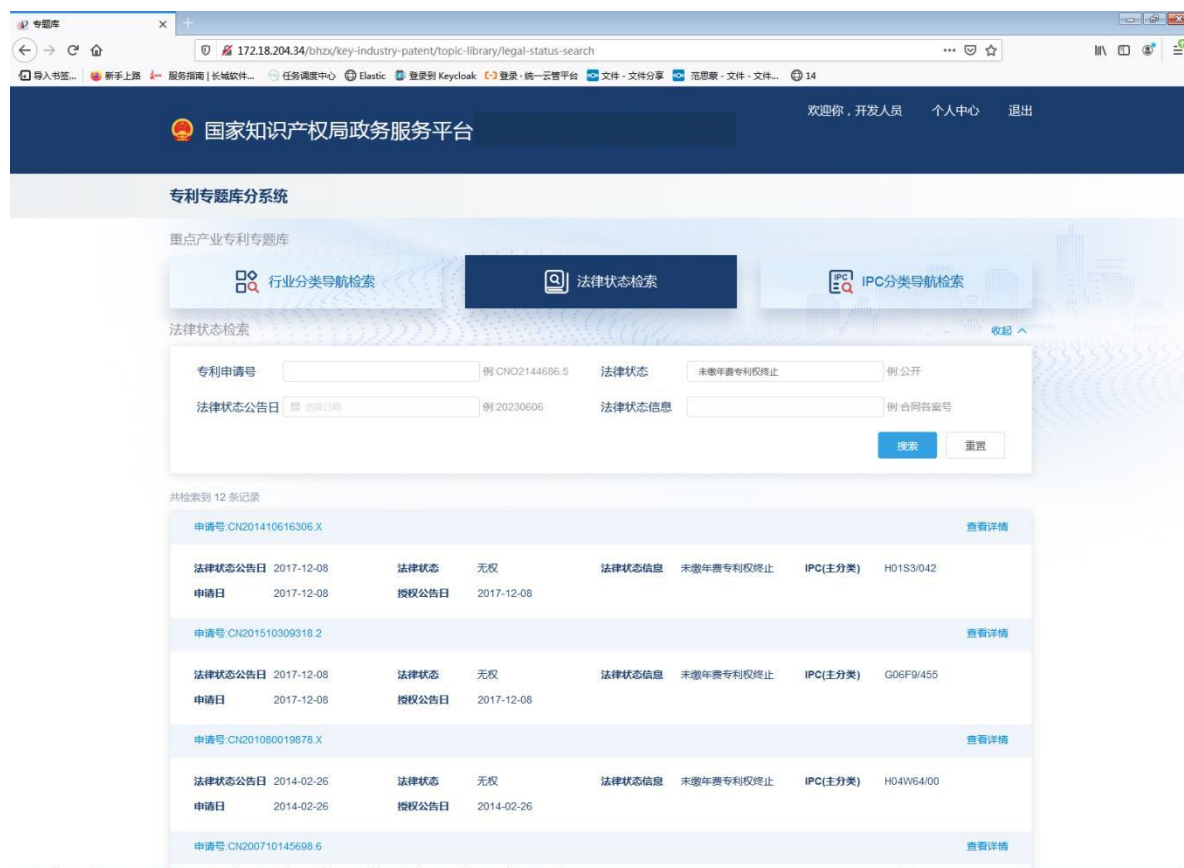 专题库
172.18.204.34/bhzx/key-industry-patent/topic-library/legal-status-search
导入书签... 新手上路 服务指南 | 长城软件... 任务调度中心 Elastic 登录到 Keycloak 登录 - 统一云管平台 文件 - 文件分享 范思蒙 - 文件 - 文件... 14
欢迎你，开发人员 个人中心 退出
国家知识产权局政务服务平台
专利专题库分系统
重点产业专利专题库
行业分类导航检索 法律状态检索 IPC分类导航检索
法律状态检索 收起
专利申请号 例:CNO2144686.5 法律状态 未缴年费专利权终止 例:公开
法律状态公告日 选择日期 例:20230606 法律状态信息 例:合同备案号
搜索 重置
共检索到 12 条记录
申请号:CN201410616306.X 查看详情
法律状态公告日 2017-12-08 法律状态 无权 法律状态信息 未缴年费专利权终止 IPC(主分类) H01S3/042
申请日 2017-12-08 授权公告日 2017-12-08
申请号:CN201510309318.2 查看详情
法律状态公告日 2017-12-08 法律状态 无权 法律状态信息 未缴年费专利权终止 IPC(主分类) G06F9/455
申请日 2017-12-08 授权公告日 2017-12-08
申请号:CN201080019878.X 查看详情
法律状态公告日 2014-02-26 法律状态 无权 法律状态信息 未缴年费专利权终止 IPC(主分类) H04W64/00
申请日 2014-02-26 授权公告日 2014-02-26
申请号:CN200710145698.6 查看详情